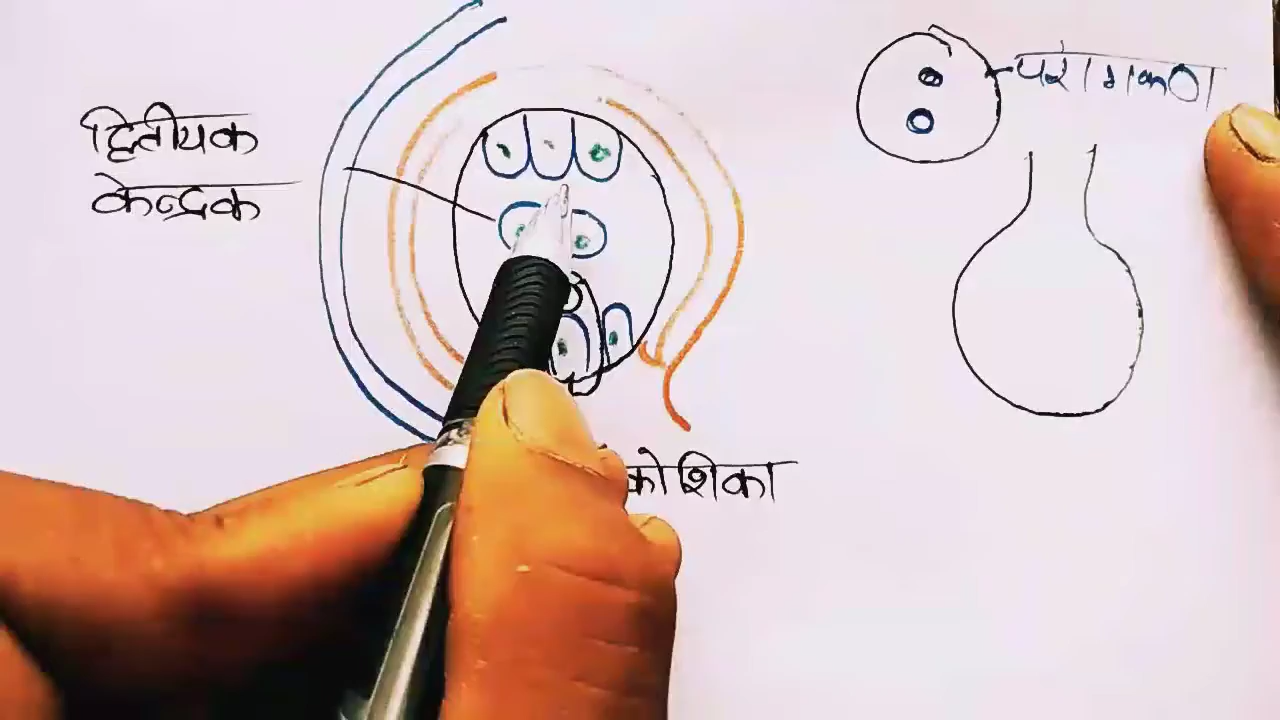 द्वितीयक
केन्द्रक
परागकण
कोशिका